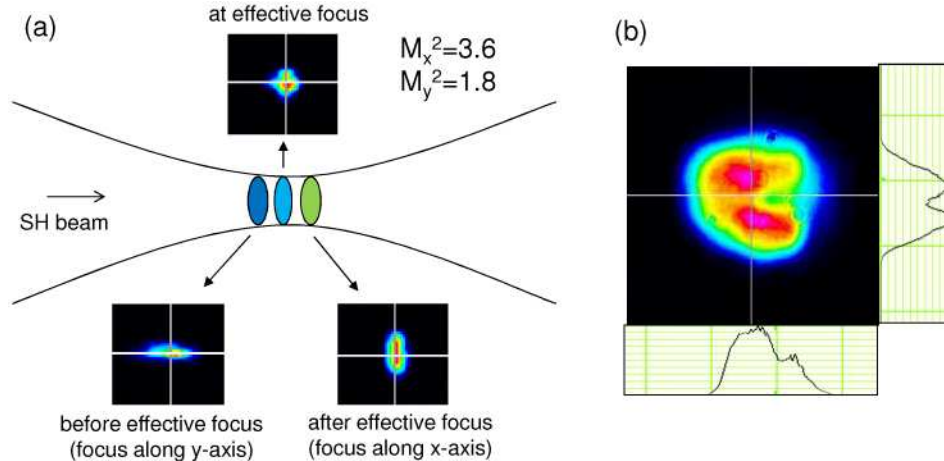 (a)
at effective focus
Mx²=3.6
My²=1.8
SH beam
before effective focus
(focus along y-axis)
after effective focus
(focus along x-axis)
(b)